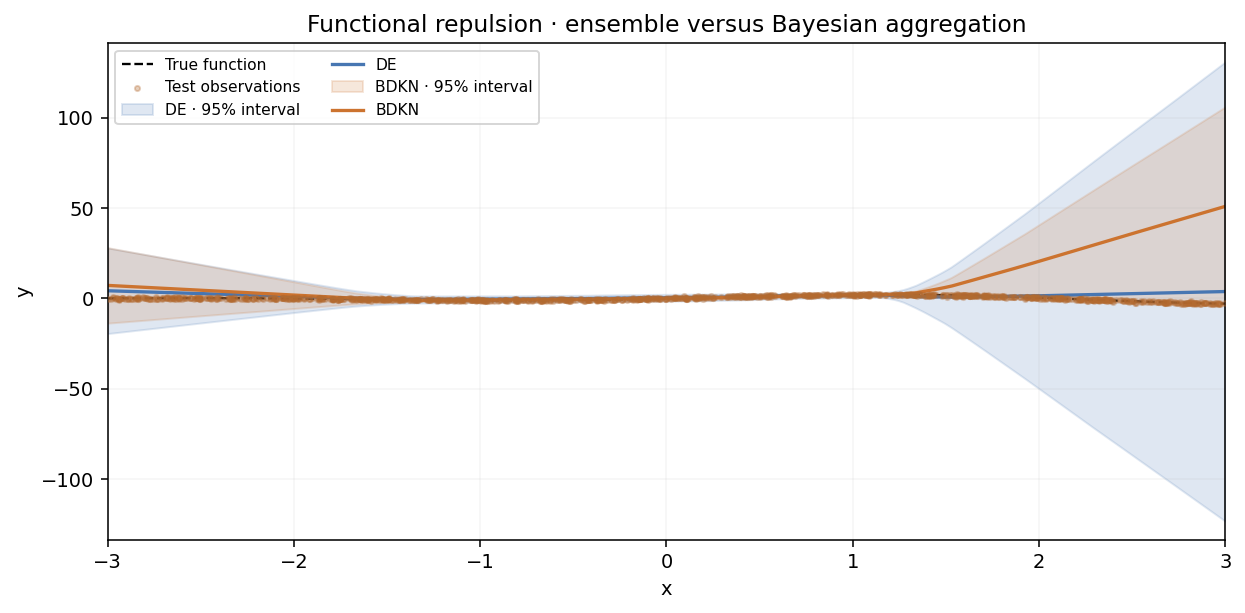 Functional repulsion · ensemble versus Bayesian aggregation
True function
Test observations
DE · 95% interval
DE
BDKN · 95% interval
BDKN
100
50
0
−50
−100
y
−3
−2
−1
0
1
2
3
x